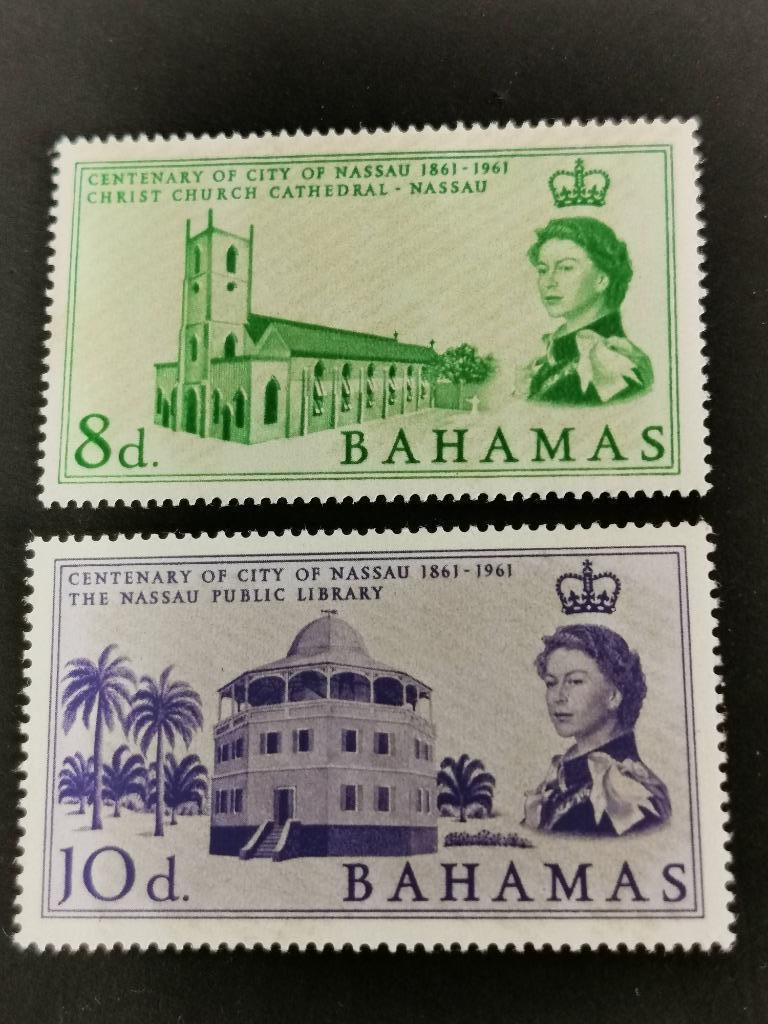 CENTENARY OF CITY OF NASSAU 1861-1961
CHRIST CHURCH CATHEDRAL - NASSAU
8d.
BAHAMAS
CENTENARY OF CITY OF NASSAU 1861-1961
THE NASSAU PUBLIC LIBRARY
10d.
BAHAMAS